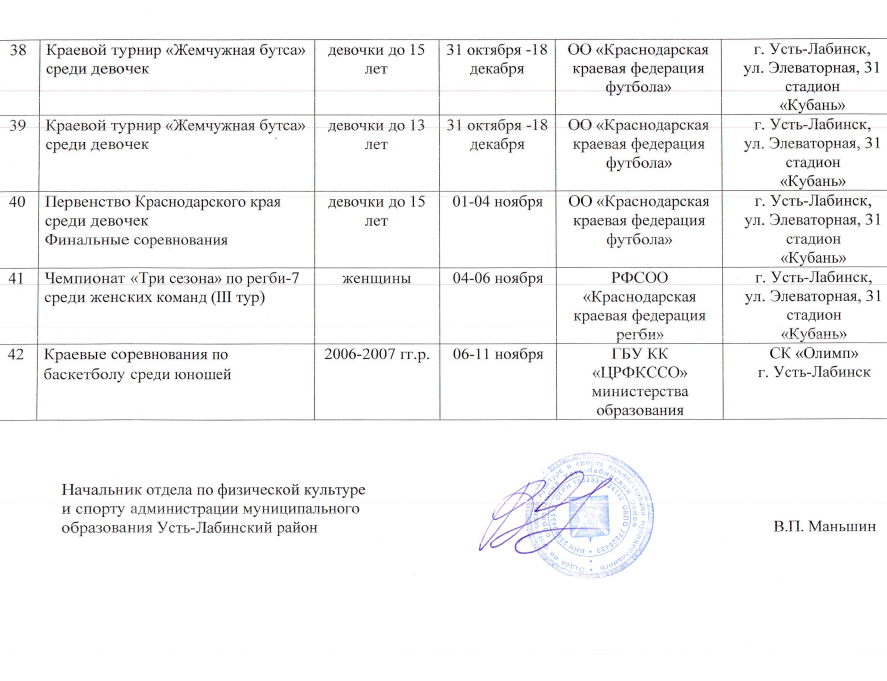 38
Краевой турнир «Жемчужная бутса»
среди девочек
девочки до 15
лет
31 октября -18
декабря
ОО «Краснодарская
краевая федерация
футбола»
г. Усть-Лабинск,
ул. Элеваторная, 31
стадион
«Кубань»
39
Краевой турнир «Жемчужная бутса»
среди девочек
девочки до 13
лет
31 октября -18
декабря
ОО «Краснодарская
краевая федерация
футбола»
г. Усть-Лабинск,
ул. Элеваторная, 31
стадион
«Кубань»
40
Первенство Краснодарского края
среди девочек
Финальные соревнования
девочки до 15
лет
01-04 ноября
ОО «Краснодарская
краевая федерация
футбола»
г. Усть-Лабинск,
ул. Элеваторная, 31
стадион
«Кубань»
41
Чемпионат «Три сезона» по регби-7
среди женских команд (III тур)
женщины
04-06 ноября
РФСОО
«Краснодарская
краевая федерация
регби»
г. Усть-Лабинск,
ул. Элеваторная, 31
стадион
«Кубань»
42
Краевые соревнования по
баскетболу среди юношей
2006-2007 гг.р.
06-11 ноября
ГБУ КК
«ЦРФКССО»
министерства
образования
СК «Олимп»
г. Усть-Лабинск
Начальник отдела по физической культуре
и спорту администрации муниципального
образования Усть-Лабинский район
В.П. Маньшин